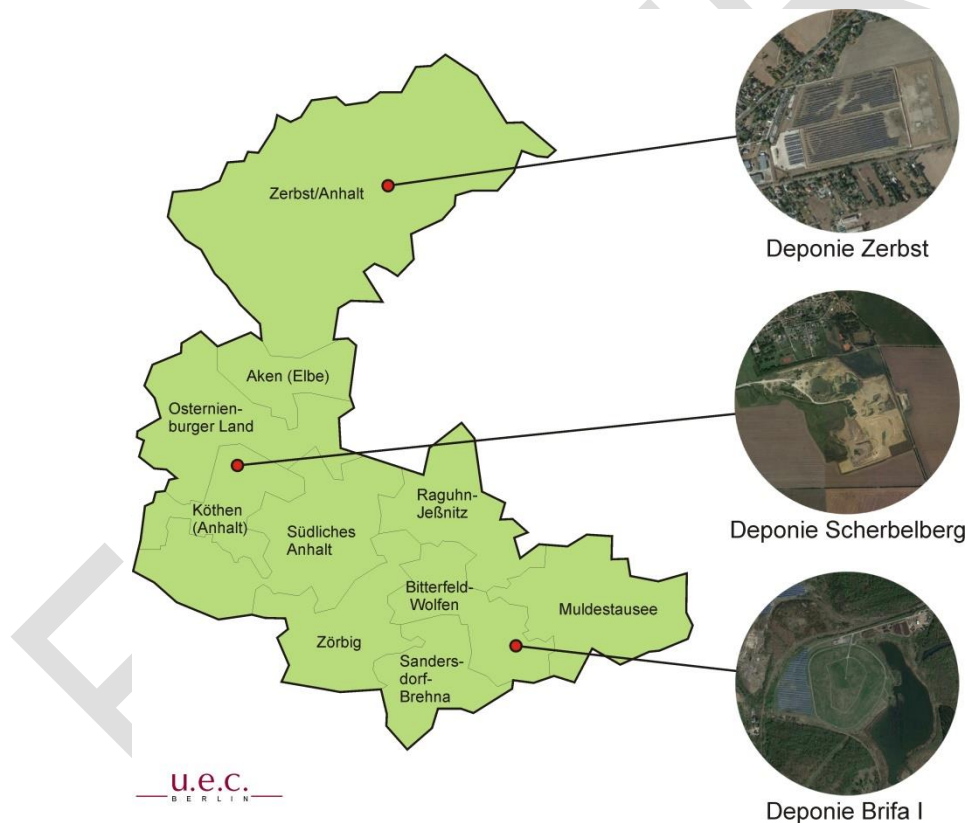 Zerbst/Anhalt
Deponie Zerbst
Aken (Elbe)
Osternien-
burger Land
Köthen
(Anhalt)
Südliches
Anhalt
Raguhn-
Jeßnitz
Deponie Scherbelberg
Bitterfeld-
Wolfen
Muldestausee
Zörbig
Sanders-
dorf-
Brehna
u.e.c.
BERLIN
Deponie Brifa I